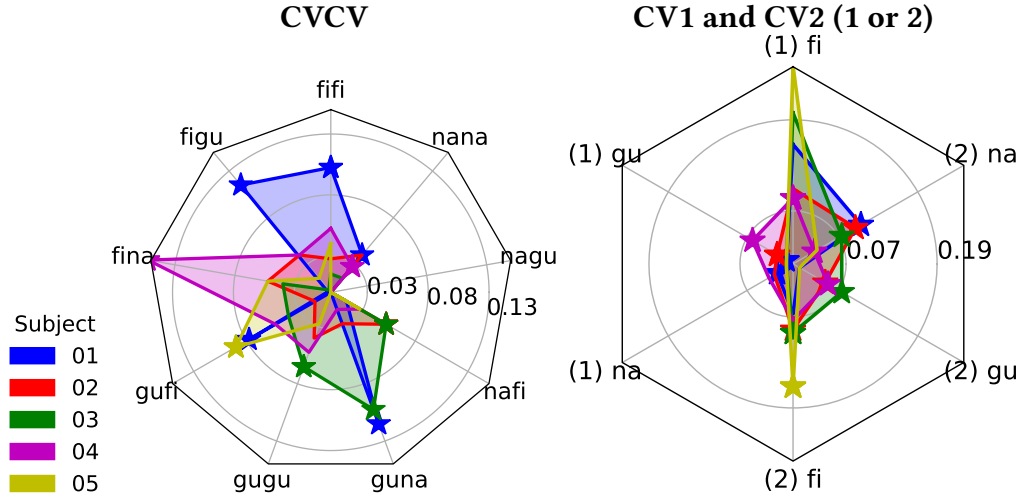 CVCV
fifi
figu
nana
fina
nagu
0.03
0.08
0.13
gufi
nafi
gugu
guna
Subject
01
02
03
04
05
CV1 and CV2 (1 or 2)
(1) fi
(1) gu
(2) na
0.07
0.19
(1) na
(2) gu
(2) fi